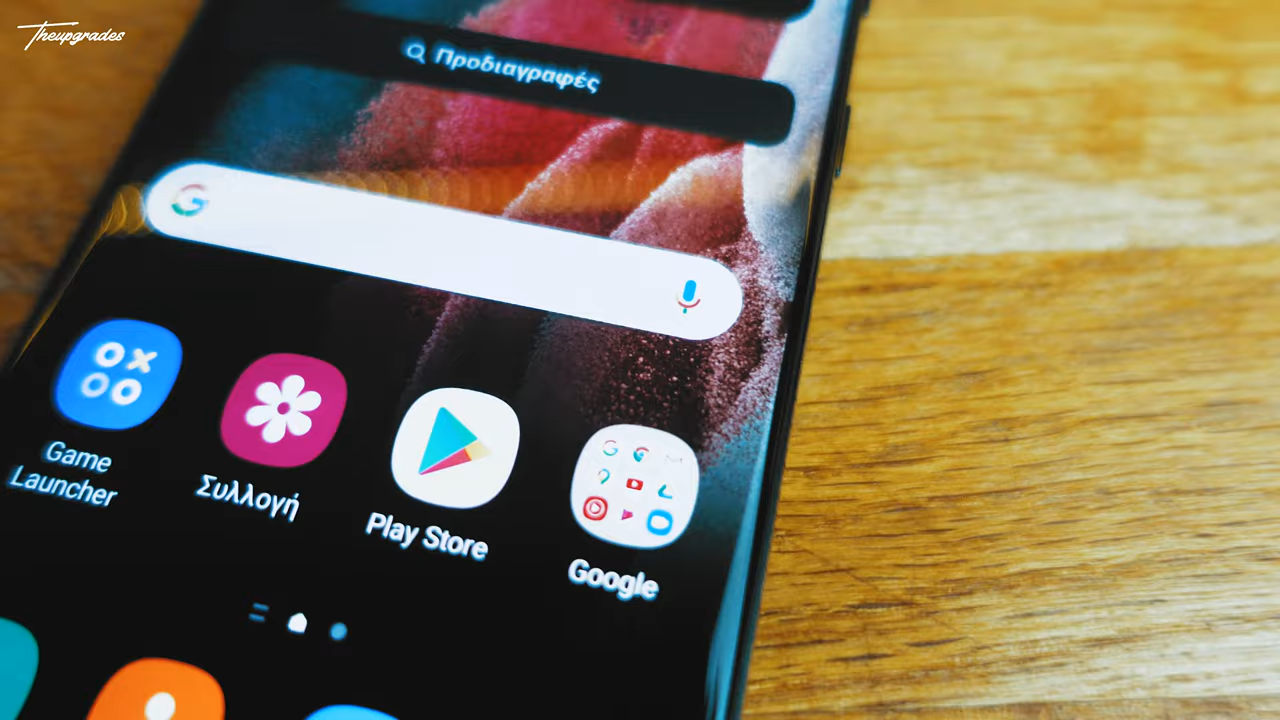 Theupgrades
Προδιαγραφές
Game
Launcher
Συλλογή
Play Store
Google